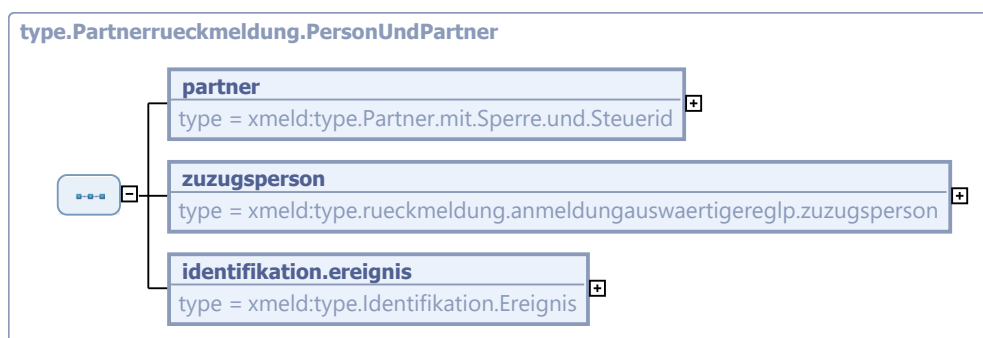 type.Partnerrueckmeldung.PersonUndPartner
partner
type = xmeld:type.Partner.mit.Sperre.und.Steuerid
zuzugsperson
type = xmeld:type.rueckmeldung.anmeldungauswaertigereglp.zuzugsperson
identifikation.ereignis
type = xmeld:type.Identifikation.Ereignis